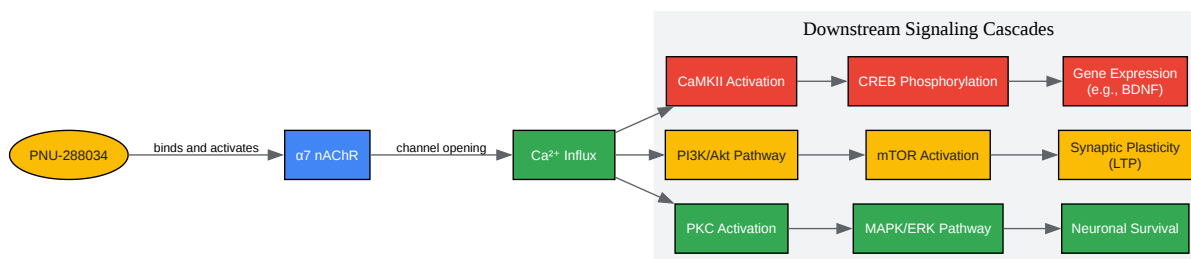 Downstream Signaling Cascades
CaMKII Activation
CREB Phosphorylation
Gene Expression
(e.g., BDNF)
PNU-288034
binds and activates
α7 nAChR
channel opening
Ca²⁺ Influx
PI3K/Akt Pathway
mTOR Activation
Synaptic Plasticity
(LTP)
PKC Activation
MAPK/ERK Pathway
Neuronal Survival